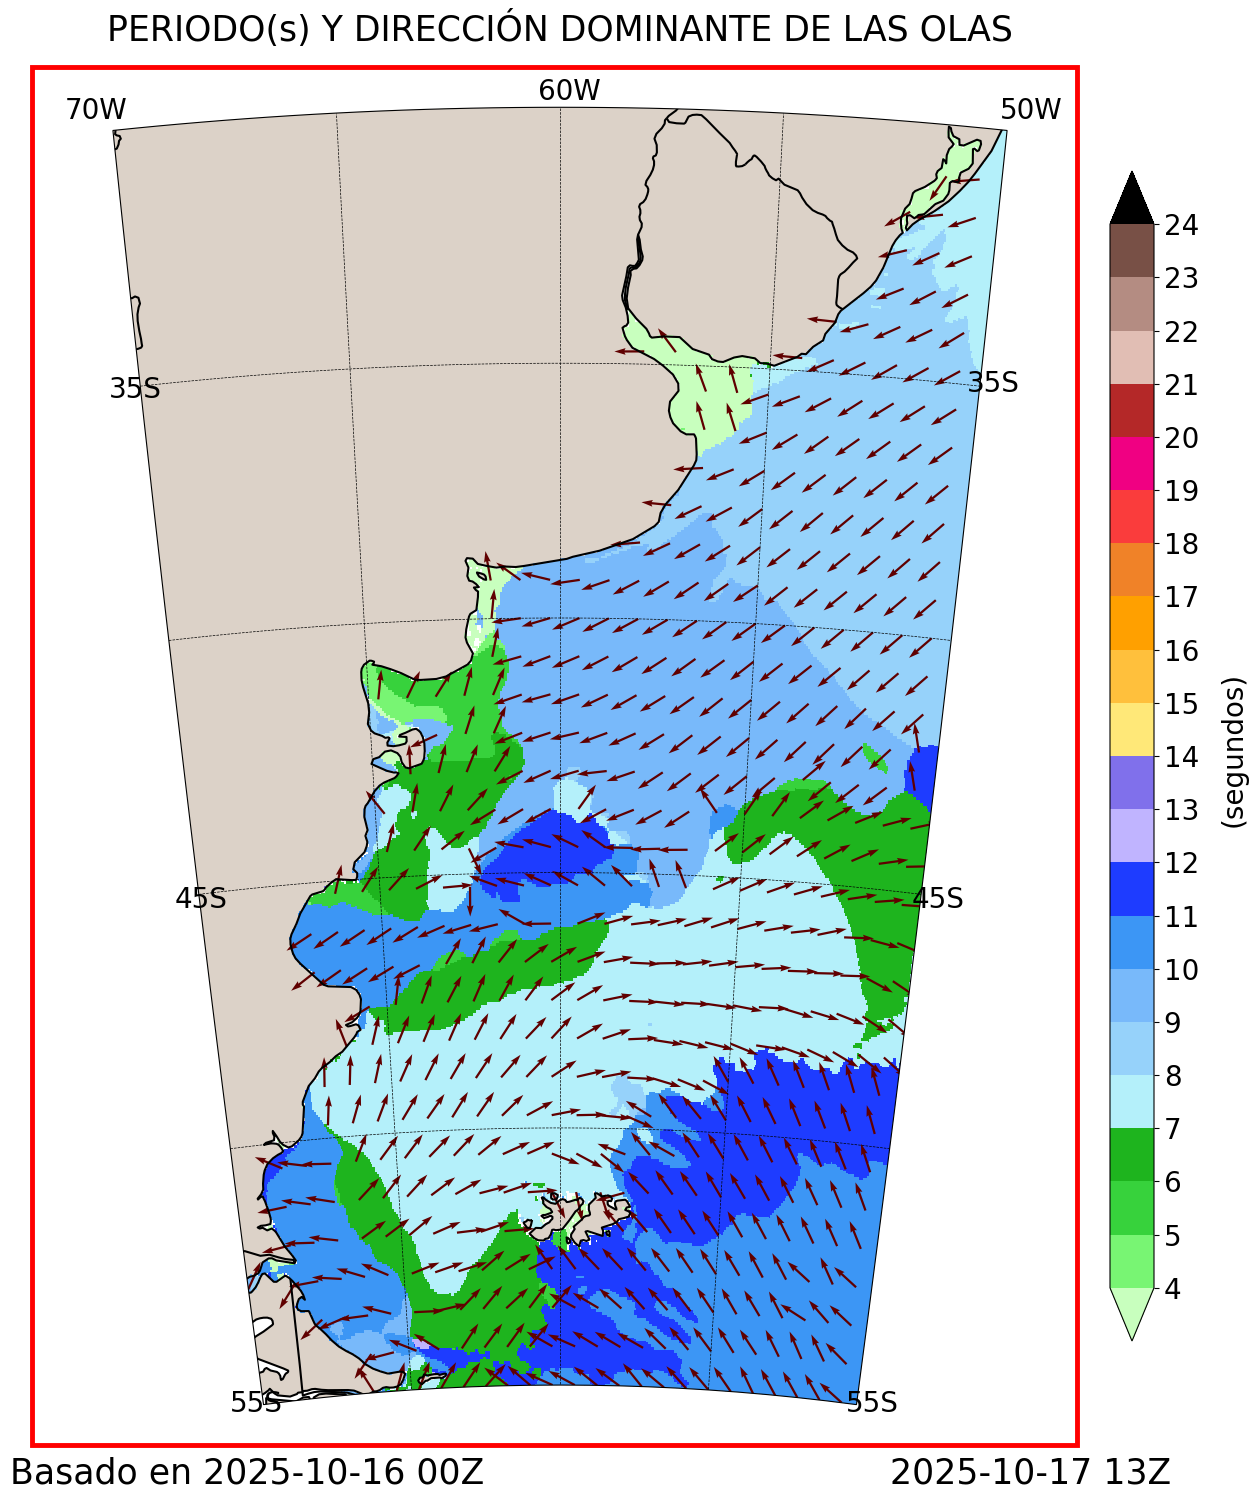 PERIODO(s) Y DIRECCIÓN DOMINANTE DE LAS OLAS
60W
70W
50W
24
23
22
21
20
19
18
17
16
15
14
13
12
11
10
9
8
7
6
5
4
(segundos)
35S
35S
45S
45S
55S
55S
Basado en 2025-10-16 00Z
2025-10-17 13Z